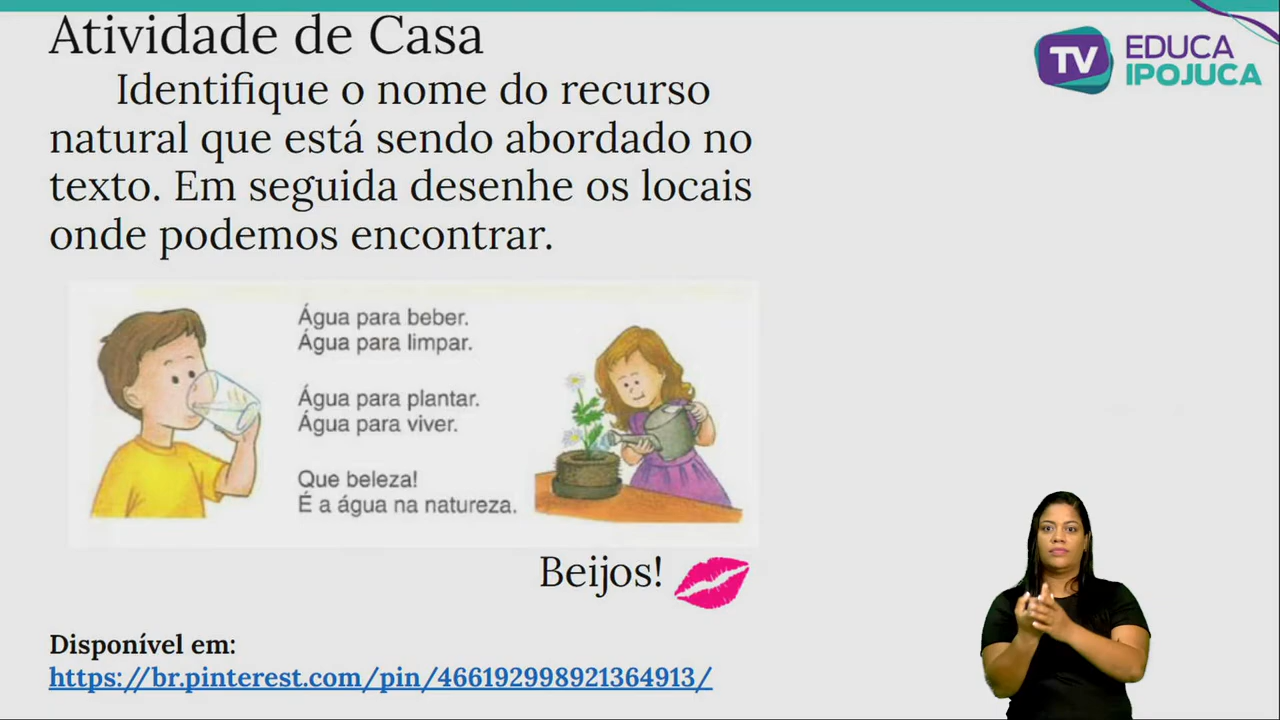 Atividade de Casa
TV EDUCA
IPOJUCA
Identifique o nome do recurso
natural que está sendo abordado no
texto. Em seguida desenhe os locais
onde podemos encontrar.
Água para beber.
Água para limpar.
Água para plantar.
Água para viver.
Que beleza!
É a água na natureza.
Beijos!
Disponível em:
https://br.pinterest.com/pin/466192998921364913/